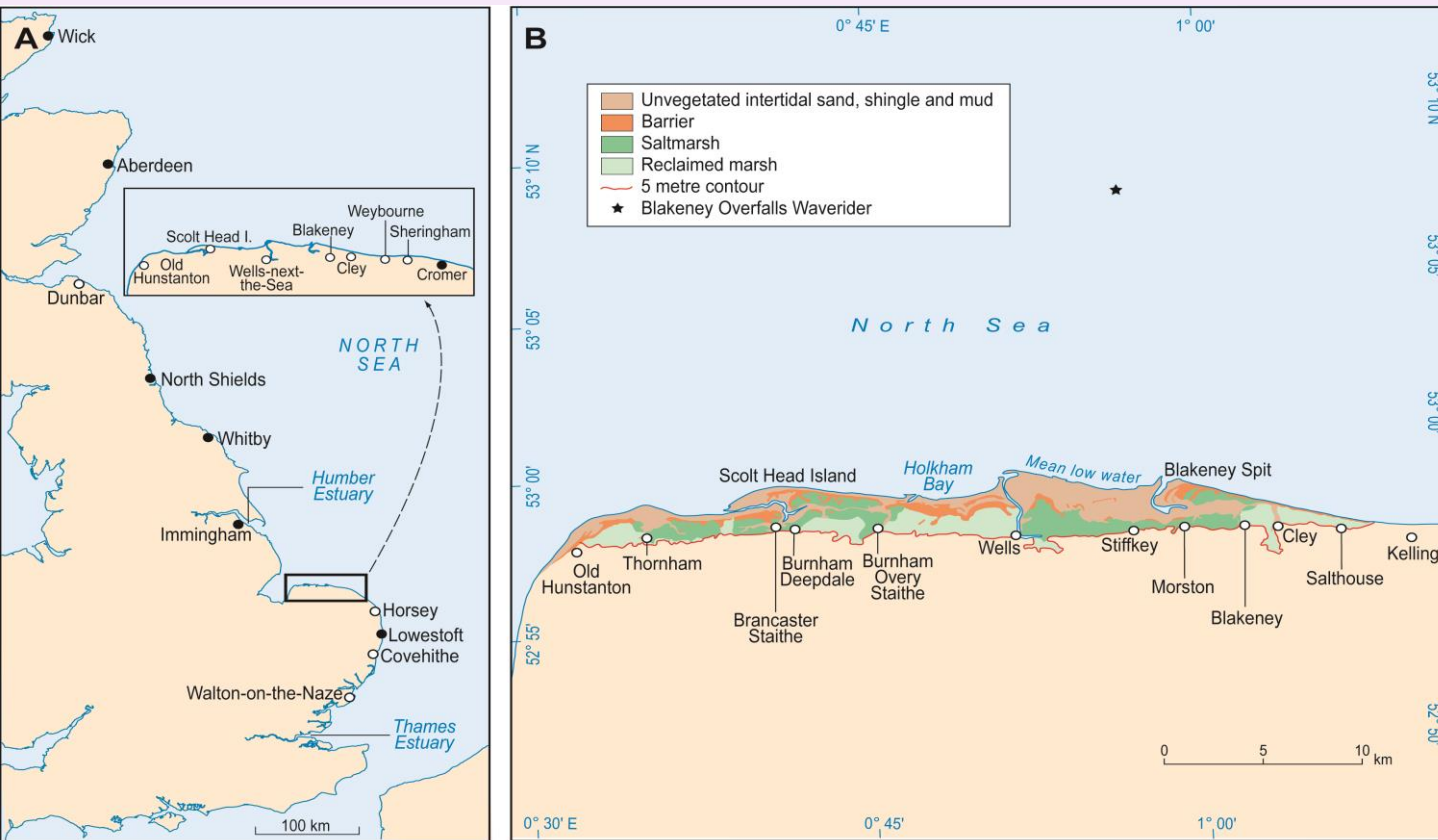 A
Wick
Aberdeen
Weybourne
Blakeney
Sheringham
Scolt Head I.
Old
Hunstanton
Wells-next-
the-Sea
Cley
Cromer
Dunbar
NORTH
SEA
North Shields
Whitby
Humber
Estuary
Immingham
Horsey
Lowestoft
Covehithe
Walton-on-the-Naze
Thames
Estuary
100 km
B
0° 45' E
1° 00'
Unvegetated intertidal sand, shingle and mud
Barrier
Saltmarsh
Reclaimed marsh
5 metre contour
Blakeney Overfalls Waverider
53° 10' N
53° 10' N
53° 05'
53° 05'
North Sea
53° 00'
53° 00'
Scolt Head Island
Holkham
Bay
Mean low water
Blakeney Spit
Old
Hunstanton
Thornham
Brancaster
Staithe
Burnham
Deepdale
Burnham
Overy
Staithe
Wells
Stiffkey
Morston
Blakeney
Cley
Salthouse
Kelling
52° 55'
52° 50'
0 5 10 km
0° 30' E
0° 45'
1° 00'